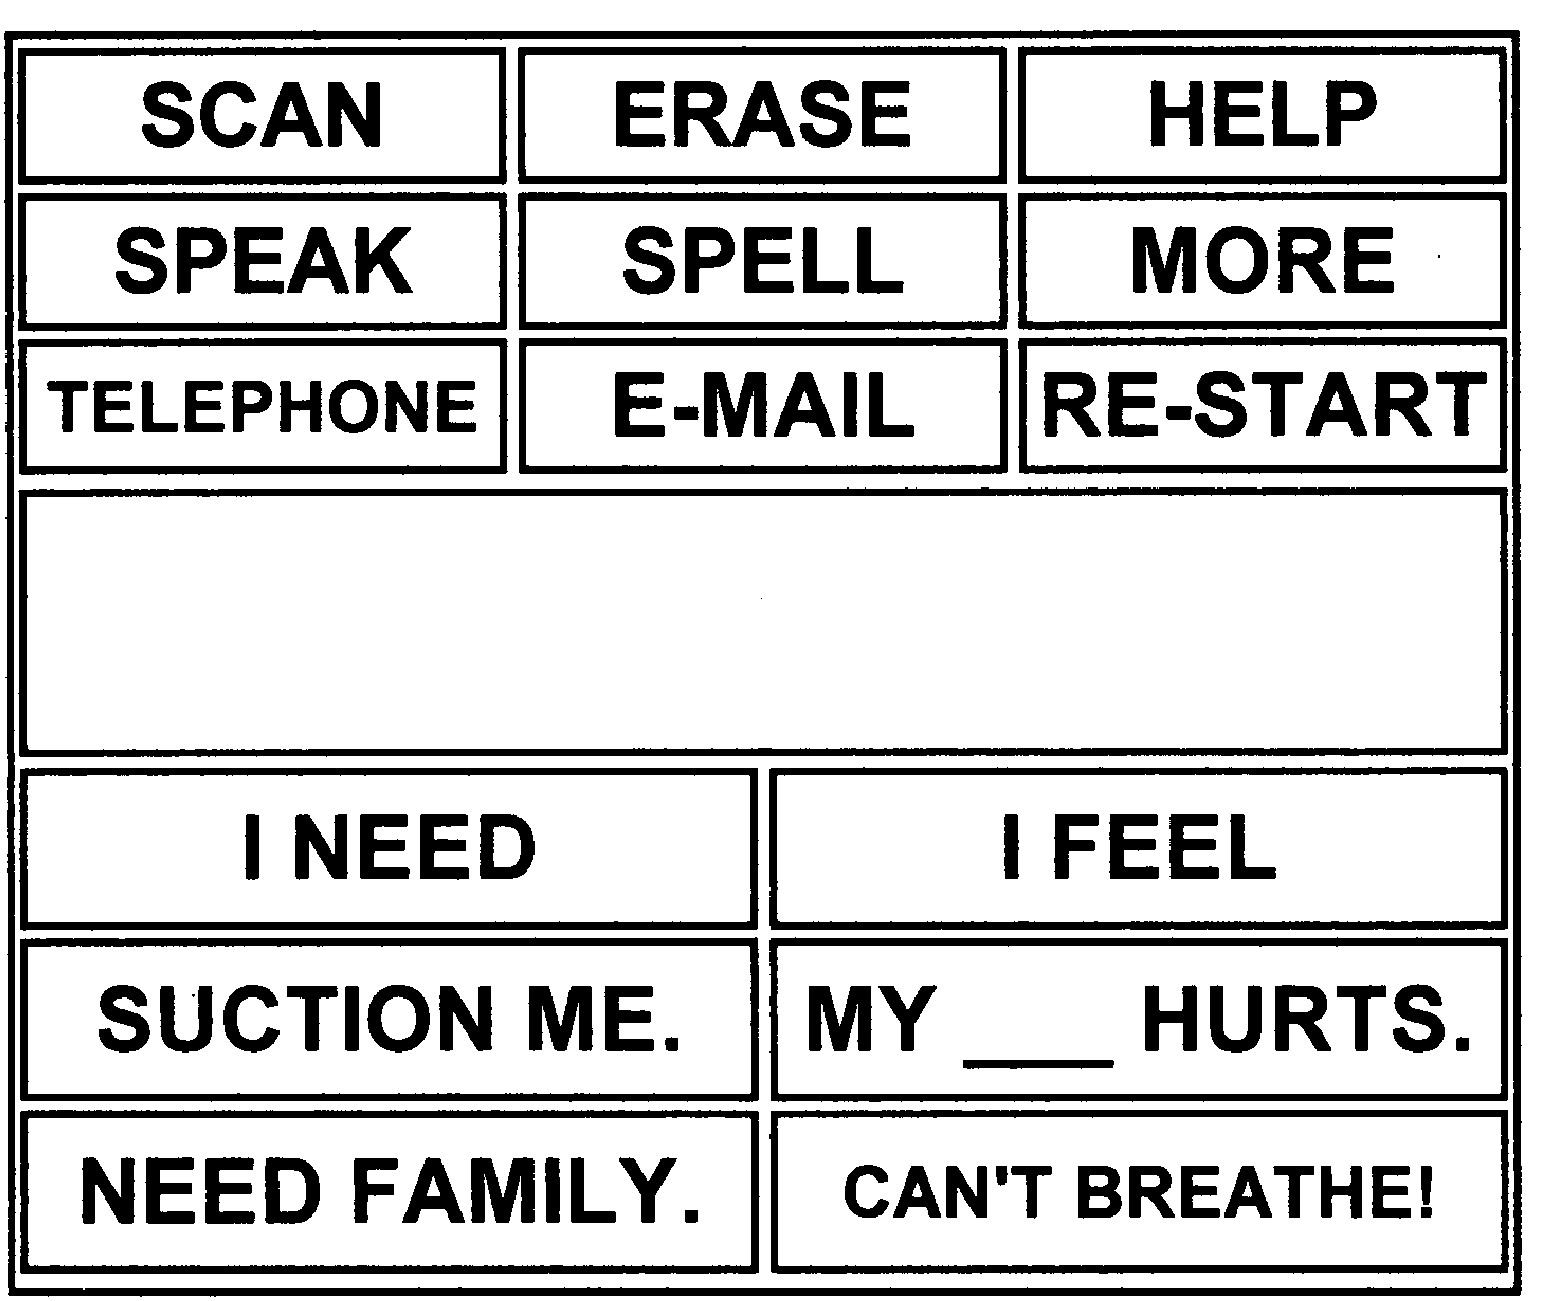 SCAN ERASE HELP
SPEAK SPELL MORE
TELEPHONE E-MAIL RE-START
I NEED I FEEL
SUCTION ME. MY ___ HURTS.
NEED FAMILY. CAN'T BREATHE!